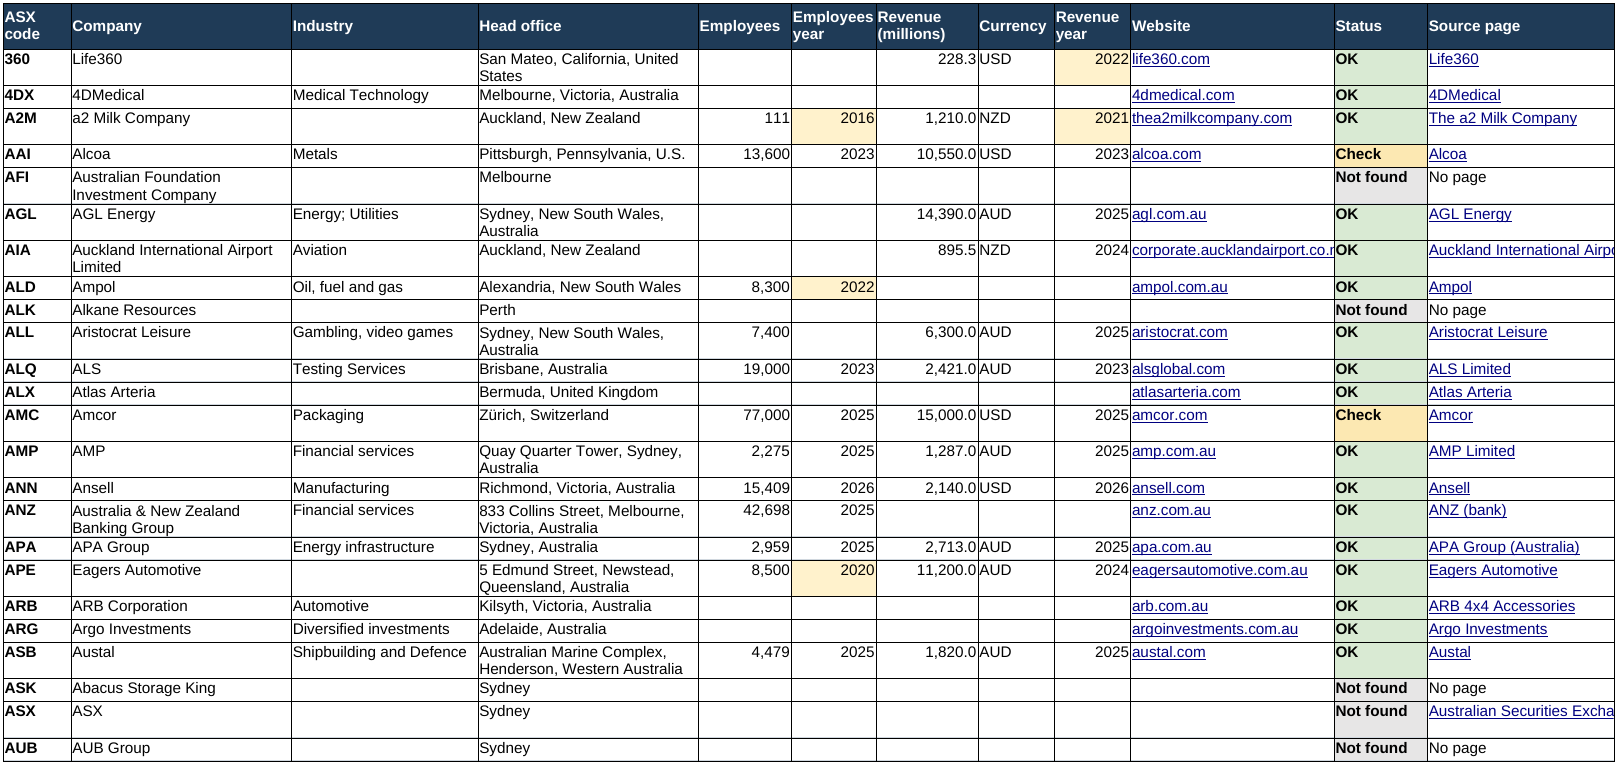 ASX code Company Industry Head office Employees Employees year Revenue (millions) Currency Revenue year Website Status Source page
360 Life360 San Mateo, California, United States 228.3 USD 2022 life360.com OK Life360
4DX 4DMedical Medical Technology Melbourne, Victoria, Australia 4dmedical.com OK 4DMedical
A2M a2 Milk Company Auckland, New Zealand 111 2016 1,210.0 NZD 2021 thea2milkcompany.com OK The a2 Milk Company
AAI Alcoa Metals Pittsburgh, Pennsylvania, U.S. 13,600 2023 10,550.0 USD 2023 alcoa.com Check Alcoa
AFI Australian Foundation Investment Company Melbourne Not found No page
AGL AGL Energy Energy; Utilities Sydney, New South Wales, Australia 14,390.0 AUD 2025 agl.com.au OK AGL Energy
AIA Auckland International Airport Limited Aviation Auckland, New Zealand 895.5 NZD 2024 corporate.aucklandairport.co.n OK Auckland International Airpo
ALD Ampol Oil, fuel and gas Alexandria, New South Wales 8,300 2022 ampol.com.au OK Ampol
ALK Alkane Resources Perth Not found No page
ALL Aristocrat Leisure Gambling, video games Sydney, New South Wales, Australia 7,400 6,300.0 AUD 2025 aristocrat.com OK Aristocrat Leisure
ALQ ALS Testing Services Brisbane, Australia 19,000 2023 2,421.0 AUD 2023 alsglobal.com OK ALS Limited
ALX Atlas Arteria Bermuda, United Kingdom atlasarteria.com OK Atlas Arteria
AMC Amcor Packaging Zürich, Switzerland 77,000 2025 15,000.0 USD 2025 amcor.com Check Amcor
AMP AMP Financial services Quay Quarter Tower, Sydney, Australia 2,275 2025 1,287.0 AUD 2025 amp.com.au OK AMP Limited
ANN Ansell Manufacturing Richmond, Victoria, Australia 15,409 2026 2,140.0 USD 2026 ansell.com OK Ansell
ANZ Australia & New Zealand Banking Group Financial services 833 Collins Street, Melbourne, Victoria, Australia 42,698 2025 anz.com.au OK ANZ (bank)
APA APA Group Energy infrastructure Sydney, Australia 2,959 2025 2,713.0 AUD 2025 apa.com.au OK APA Group (Australia)
APE Eagers Automotive 5 Edmund Street, Newstead, Queensland, Australia 8,500 2020 11,200.0 AUD 2024 eagersautomotive.com.au OK Eagers Automotive
ARB ARB Corporation Automotive Kilsyth, Victoria, Australia arb.com.au OK ARB 4x4 Accessories
ARG Argo Investments Diversified investments Adelaide, Australia argoinvestments.com.au OK Argo Investments
ASB Austal Shipbuilding and Defence Australian Marine Complex, Henderson, Western Australia 4,479 2025 1,820.0 AUD 2025 austal.com OK Austal
ASK Abacus Storage King Sydney Not found No page
ASX ASX Sydney Not found Australian Securities Excha
AUB AUB Group Sydney Not found No page